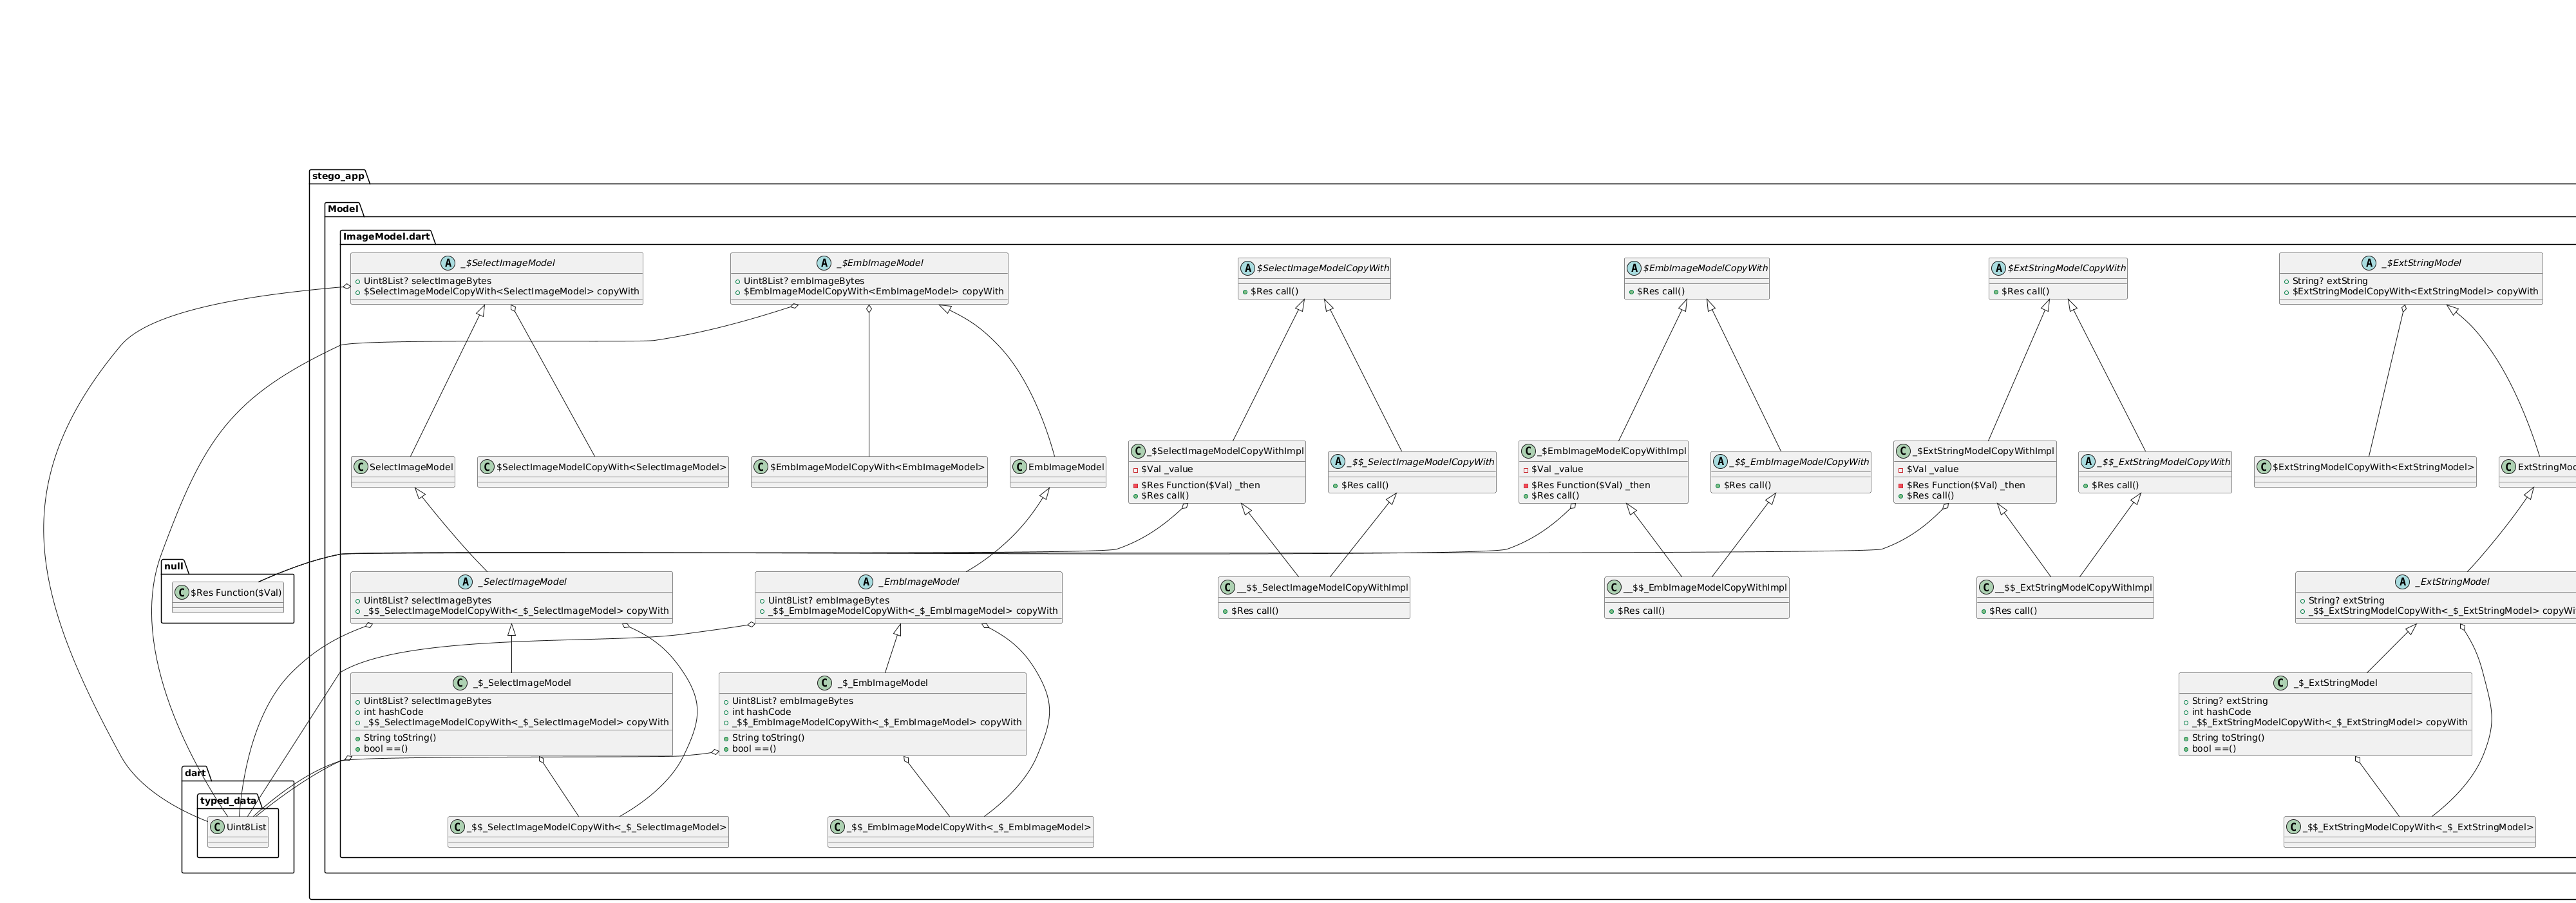 stego_app
Model
ImageModel.dart
A _$SelectImageModel
Uint8List? selectImageBytes
$SelectImageModelCopyWith<SelectImageModel> copyWith
A _$EmbImageModel
Uint8List? embImageBytes
$EmbImageModelCopyWith<EmbImageModel> copyWith
A $SelectImageModelCopyWith
$Res call()
A $EmbImageModelCopyWith
$Res call()
A $ExtStringModelCopyWith
$Res call()
A _$ExtStringModel
String? extString
$ExtStringModelCopyWith<ExtStringModel> copyWith
C SelectImageModel
C $SelectImageModelCopyWith<SelectImageModel>
C $EmbImageModelCopyWith<EmbImageModel>
C EmbImageModel
C _$SelectImageModelCopyWithImpl
$Val _value
$Res Function($Val) _then
$Res call()
A _$$_SelectImageModelCopyWith
$Res call()
C _$EmbImageModelCopyWithImpl
$Val _value
$Res Function($Val) _then
$Res call()
A _$$_EmbImageModelCopyWith
$Res call()
C _$ExtStringModelCopyWithImpl
$Val _value
$Res Function($Val) _then
$Res call()
A _$$_ExtStringModelCopyWith
$Res call()
C $ExtStringModelCopyWith<ExtStringModel>
C ExtStringMo
null
C $Res Function($Val)
A _SelectImageModel
Uint8List? selectImageBytes
_$$_SelectImageModelCopyWith<_$_SelectImageModel> copyWith
A _EmbImageModel
Uint8List? embImageBytes
_$$_EmbImageModelCopyWith<_$_EmbImageModel> copyWith
C __$$_SelectImageModelCopyWithImpl
$Res call()
C __$$_EmbImageModelCopyWithImpl
$Res call()
C __$$_ExtStringModelCopyWithImpl
$Res call()
A _ExtStringModel
String? extString
_$$_ExtStringModelCopyWith<_$_ExtStringModel> copyWi
C _$_SelectImageModel
Uint8List? selectImageBytes
int hashCode
_$$_SelectImageModelCopyWith<_$_SelectImageModel> copyWith
String toString()
bool ==()
C _$_EmbImageModel
Uint8List? embImageBytes
int hashCode
_$$_EmbImageModelCopyWith<_$_EmbImageModel> copyWith
String toString()
bool ==()
C _$_ExtStringModel
String? extString
int hashCode
_$$_ExtStringModelCopyWith<_$_ExtStringModel> copyWith
String toString()
bool ==()
dart
typed_data
C Uint8List
C _$$_SelectImageModelCopyWith<_$_SelectImageModel>
C _$$_EmbImageModelCopyWith<_$_EmbImageModel>
C _$$_ExtStringModelCopyWith<_$_ExtStringModel>